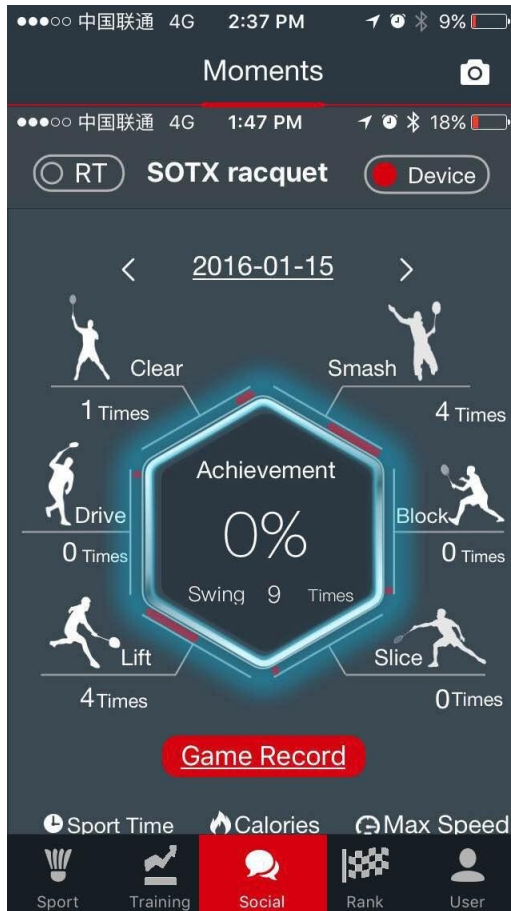 中国联通 4G 2:37 PM 9%
Moments
中国联通 4G 1:47 PM 18%
RT SOTX racquet Device
2016-01-15
Clear Smash
1 Times 4 Times
Achievement
Drive 0% Block
0 Times 0 Times
Swing 9 Times
Lift Slice
4Times 0Times
Game Record
Sport Time Calories Max Speed
Sport Training Social Rank User